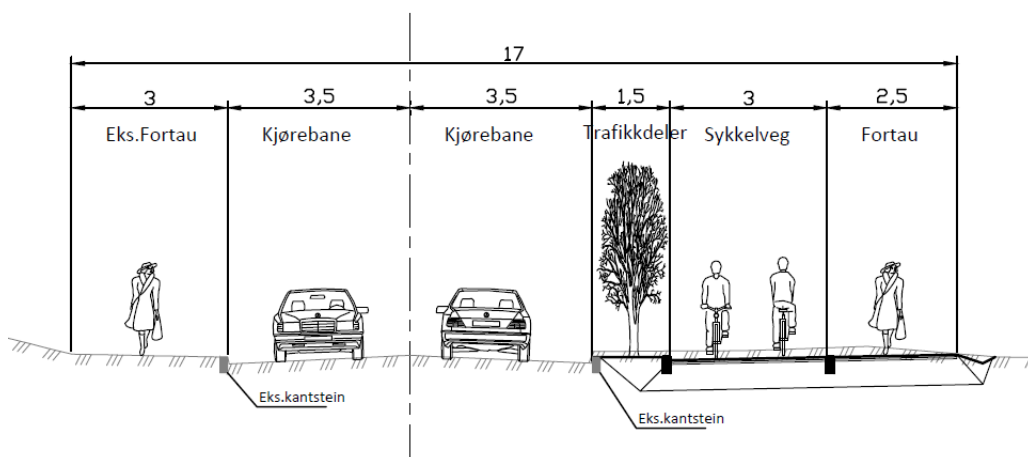 17
3 3,5 3,5 1,5 3 2,5
Eks.Fortau Kjørebane Kjørebane Trafikkdeler Sykkelveg Fortau
Eks.kantstein
Eks.kantstein